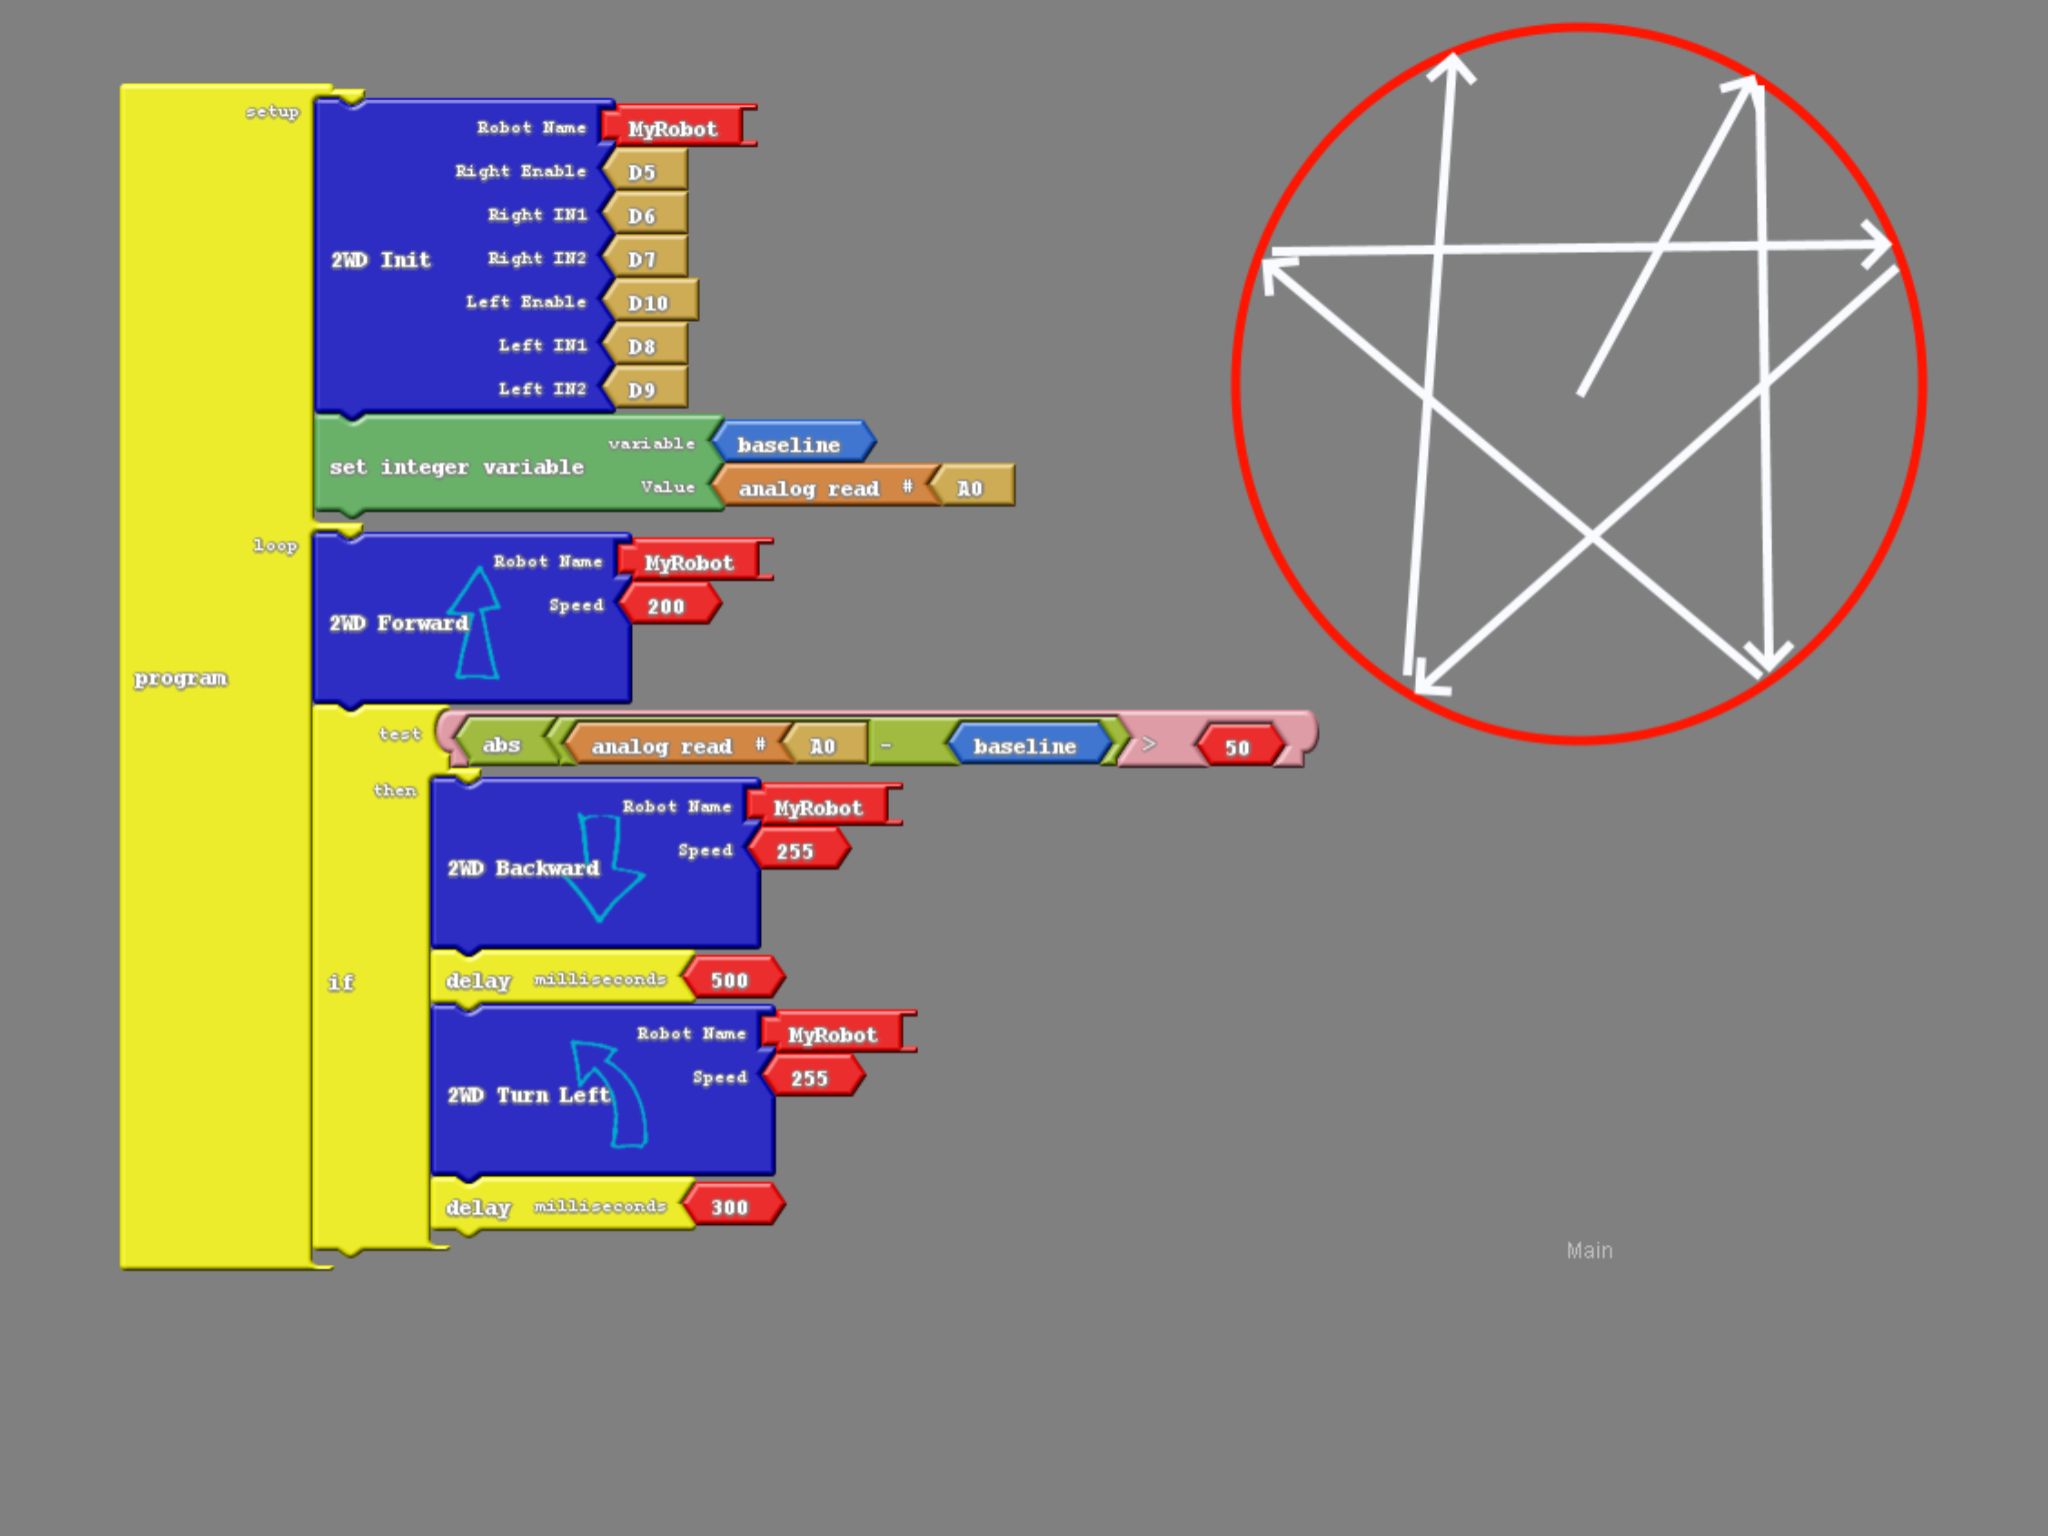 setup
Robot Name MyRobot
Right Enable D5
Right IN1 D6
2WD Init Right IN2 D7
Left Enable D10
Left IN1 D8
Left IN2 D9
variable baseline
set integer variable
Value analog read # A0
loop
Robot Name MyRobot
Speed 200
2WD Forward
program
test abs analog read # A0 - baseline > 50
then
Robot Name MyRobot
Speed 255
2WD Backward
if
delay milliseconds 500
Robot Name MyRobot
Speed 255
2WD Turn Left
delay milliseconds 300
Main